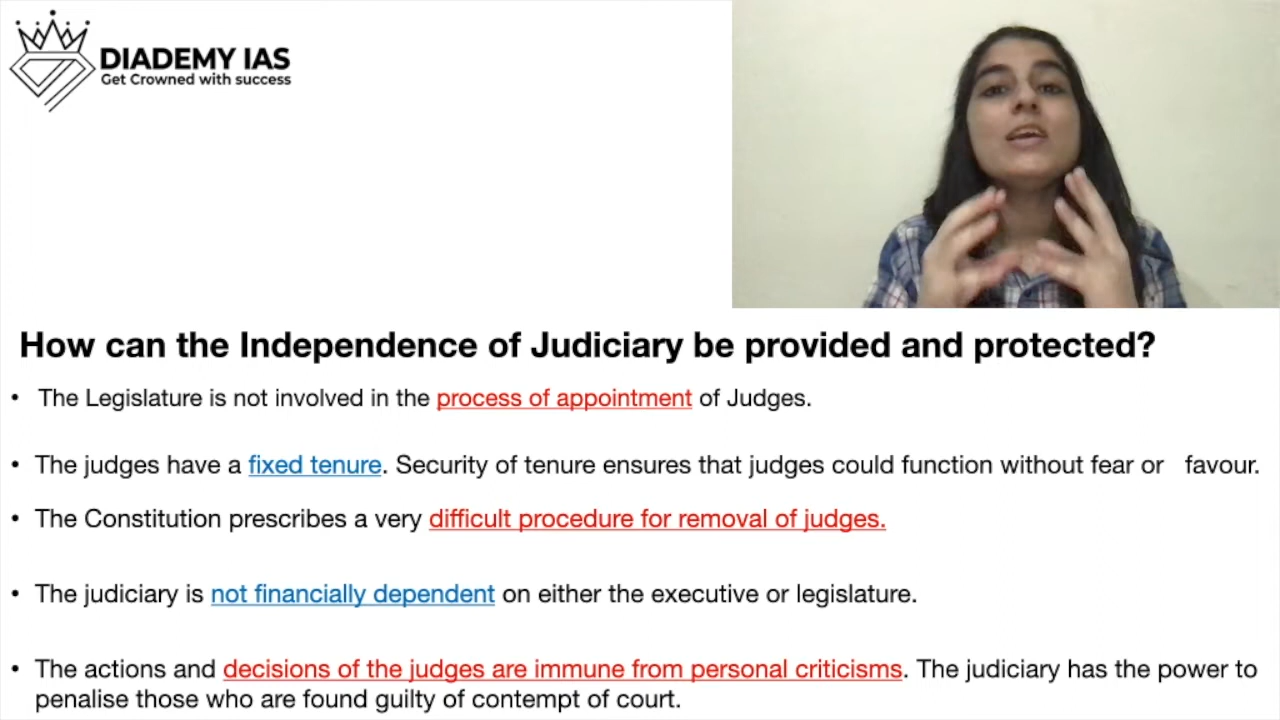 DIADEMY IAS
Get Crowned with success
How can the Independence of Judiciary be provided and protected?
• The Legislature is not involved in the process of appointment of Judges.
• The judges have a fixed tenure. Security of tenure ensures that judges could function without fear or favour.
• The Constitution prescribes a very difficult procedure for removal of judges.
• The judiciary is not financially dependent on either the executive or legislature.
• The actions and decisions of the judges are immune from personal criticisms. The judiciary has the power to
penalise those who are found guilty of contempt of court.